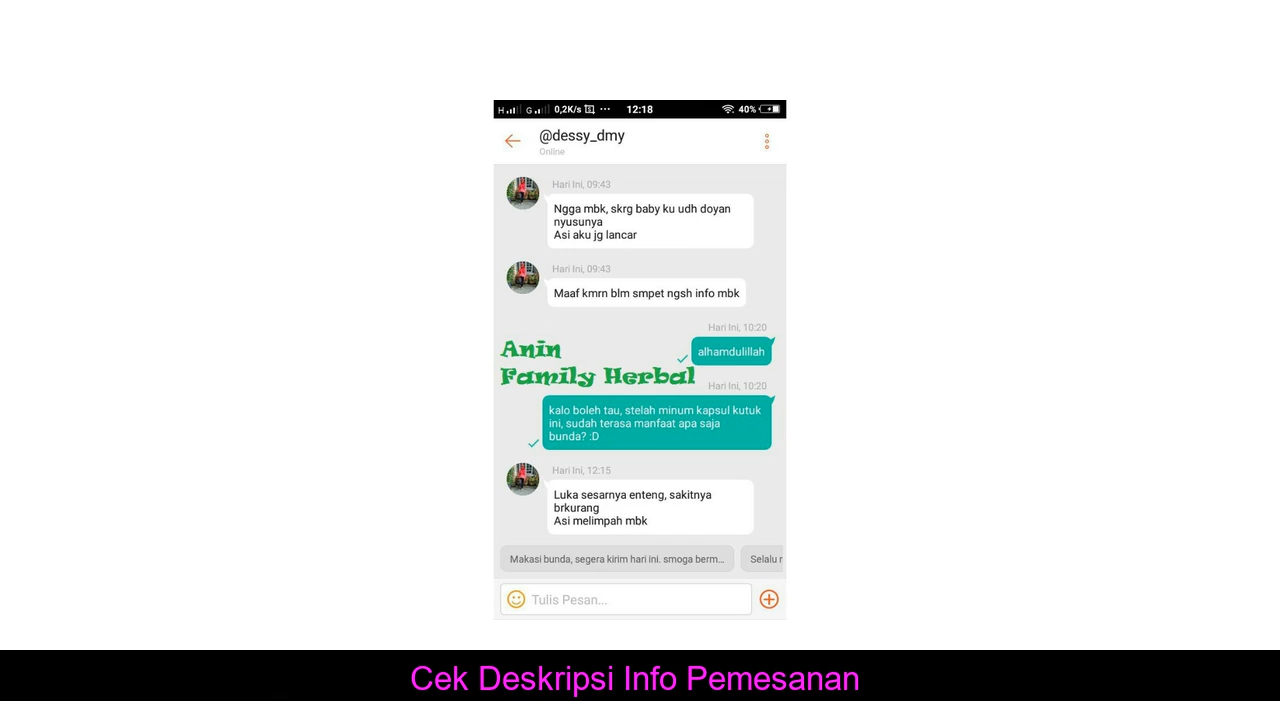 H G 0,2K/s ··· 12:18 40%
@dessy_dmy
Online
Hari Ini, 09:43
Ngga mbk, skrg baby ku udh doyan
nyusunya
Asi aku jg lancar
Hari Ini, 09:43
Maaf kmrn blm smpet ngsh info mbk
Hari Ini, 10:20
alhamdulillah
Anin
Family Herbal
Hari Ini, 10:20
kalo boleh tau, stelah minum kapsul kutuk
ini, sudah terasa manfaat apa saja
bunda? :D
Hari Ini, 12:15
Luka sesarnya enteng, sakitnya
brkurang
Asi melimpah mbk
Makasi bunda, segera kirim hari ini. smoga berm...
Selalu r
Tulis Pesan...
Cek Deskripsi Info Pemesanan